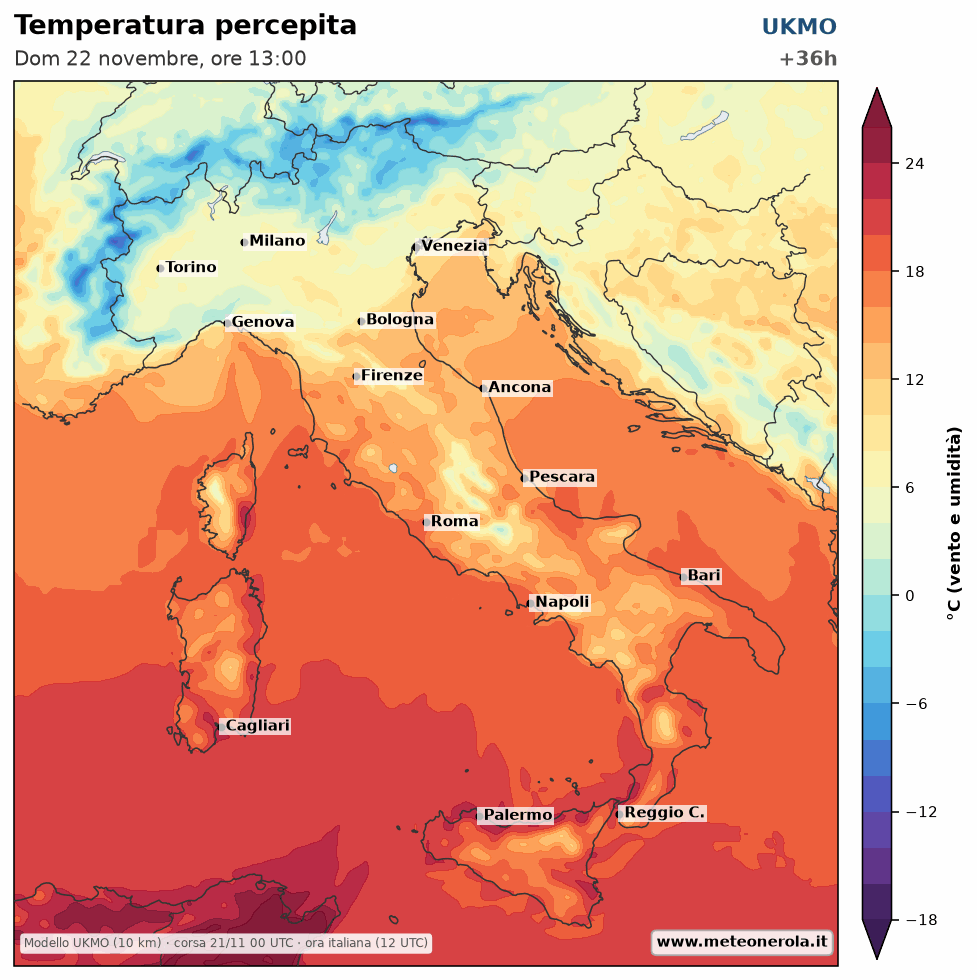 Temperatura percepita
UKMO
Dom 22 novembre, ore 13:00
+36h
Milano
Venezia
Torino
Genova
Bologna
Firenze
Ancona
Pescara
Roma
Bari
Napoli
Cagliari
Palermo
Reggio C.
24
18
12
6
0
−6
−12
−18
°C (vento e umidità)
Modello UKMO (10 km) · corsa 21/11 00 UTC · ora italiana (12 UTC)
www.meteonerola.it